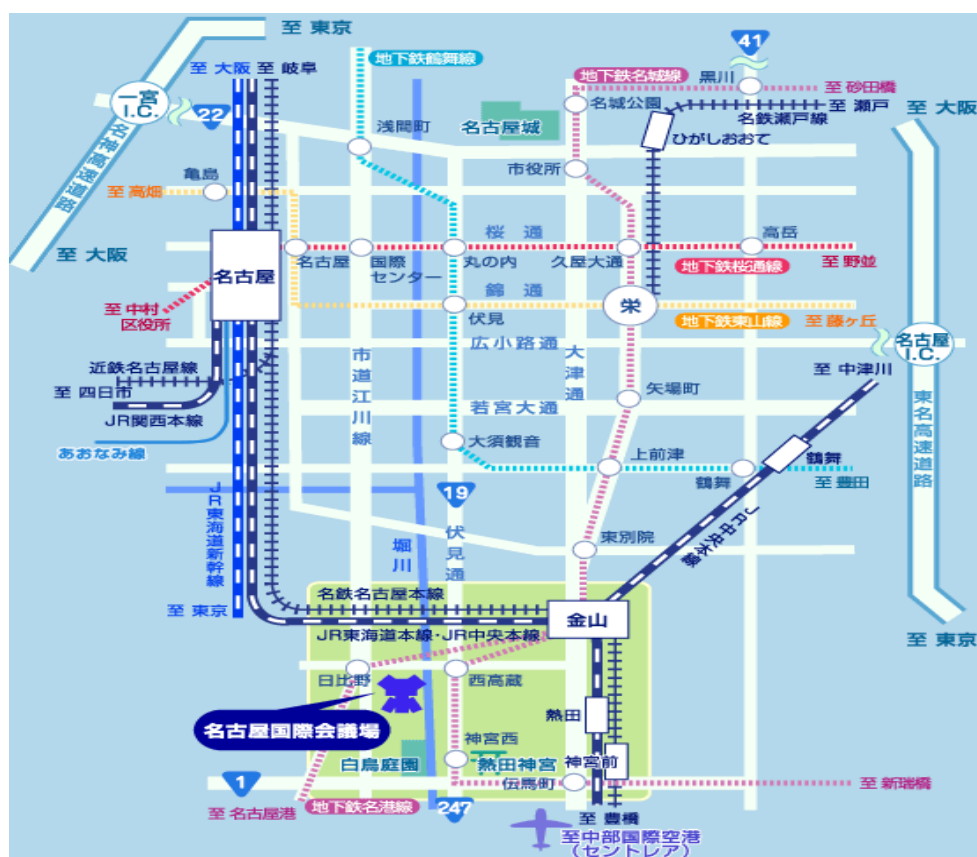 至 東京
41
地下鉄鶴舞線
至 大阪
至 岐阜
地下鉄名城線
黒川
至 砂田橋
一宮
I.C.
22
名城公園
至 瀬戸
名鉄瀬戸線
至 大阪
浅間町
名古屋城
ひがしおおて
名神高速道路
市役所
亀島
至 高畑
桜 通
高岳
至 大阪
名古屋
名古屋
国際
センター
丸の内
久屋大通
地下鉄桜通線
至 野並
錦 通
栄
至 中村
区役所
伏見
地下鉄東山線
至 藤ヶ丘
広小路通
名古屋
I.C.
近鉄名古屋線
至 四日市
JR関西本線
市道江川線
大津通
至 中津川
矢場町
若宮大通
東名高速道路
あおなみ線
大須観音
上前津
鶴舞
鶴舞
至 豊田
JR東海道新幹線
19
JR中央本線
堀川
伏見通
東別院
名鉄名古屋本線
至 東京
金山
JR東海道本線・JR中央本線
至 東京
日比野
西高蔵
熱田
名古屋国際会議場
神宮西
白鳥庭園
熱田神宮
神宮前
1
伝馬町
至 新瑞橋
至 名古屋港
地下鉄名港線
247
至 豊橋
至中部国際空港
(セントレア)